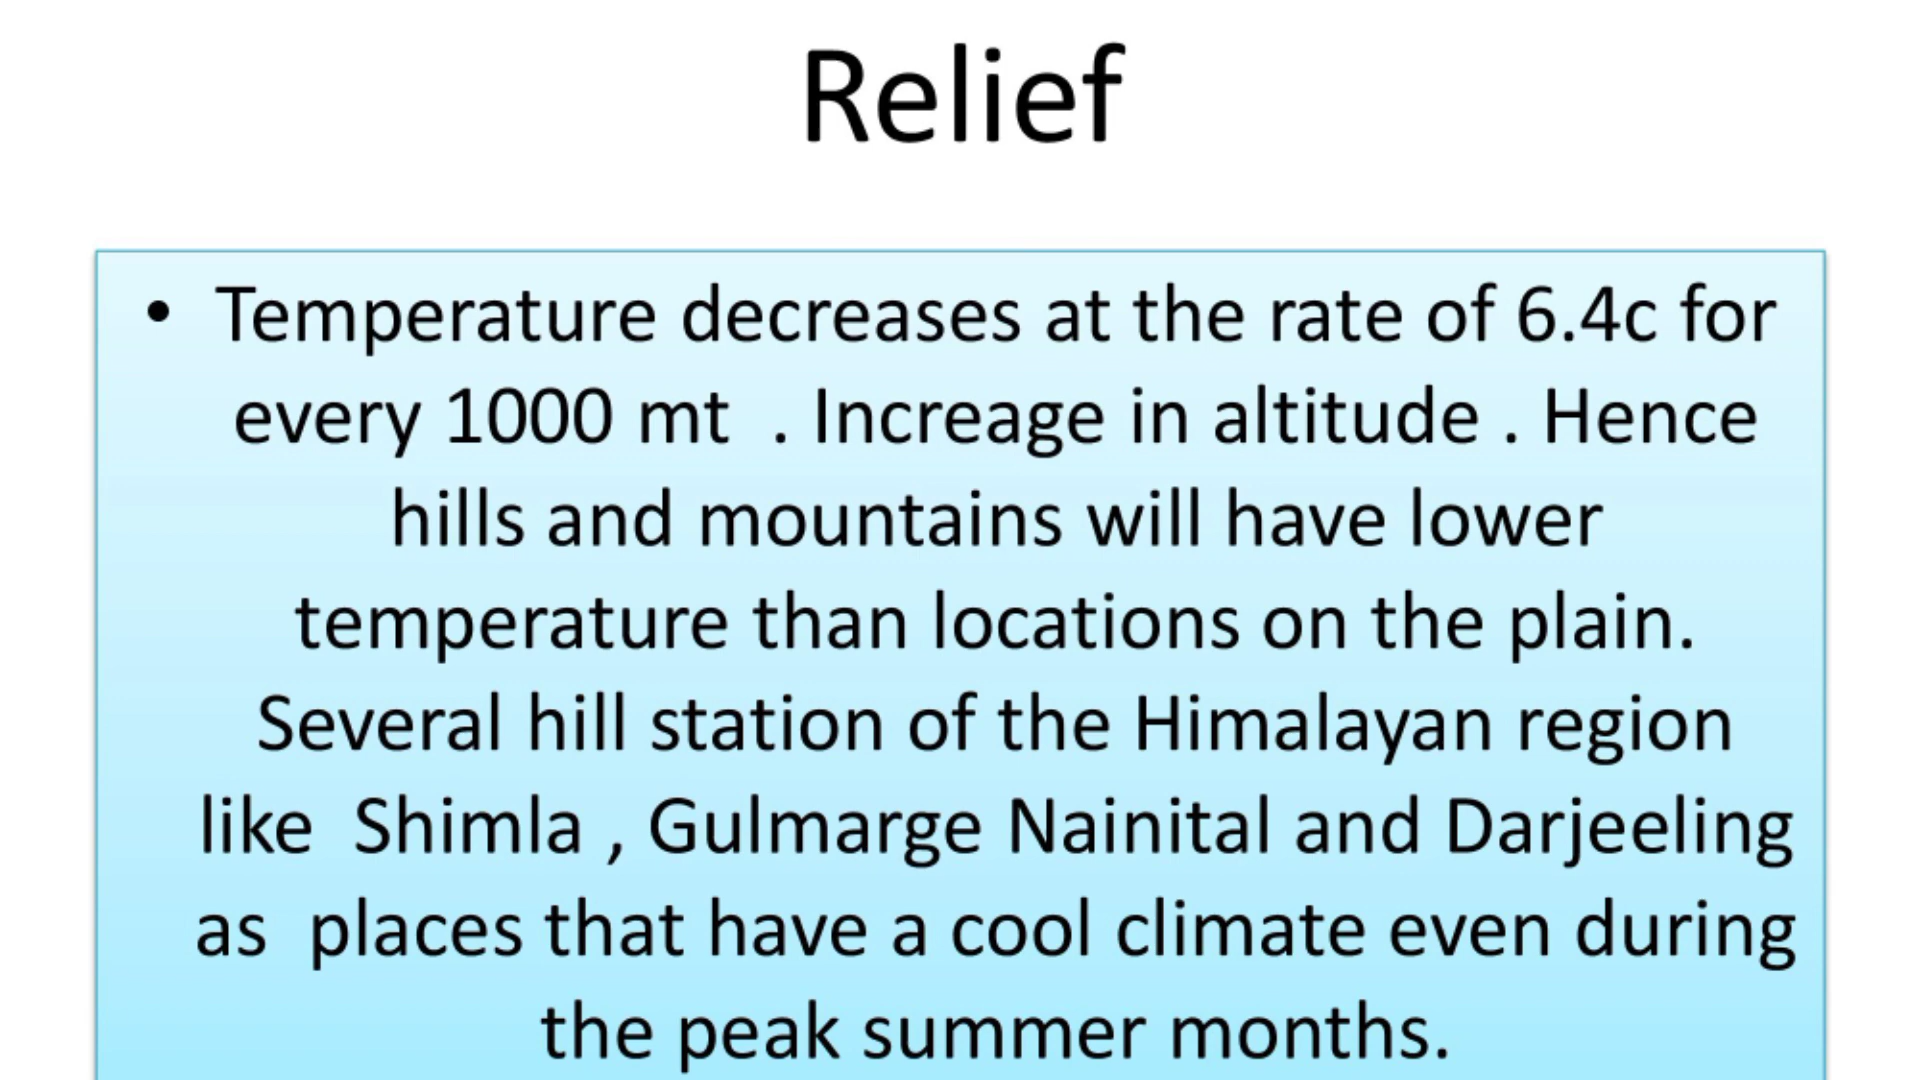 Relief
• Temperature decreases at the rate of 6.4c for
every 1000 mt  . Increage in altitude . Hence
hills and mountains will have lower
temperature than locations on the plain.
Several hill station of the Himalayan region
like  Shimla , Gulmarge Nainital and Darjeeling
as  places that have a cool climate even during
the peak summer months.